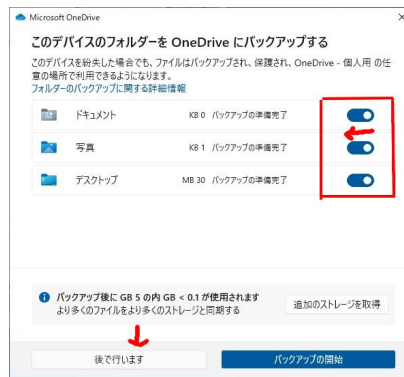 Microsoft OneDrive
このデバイスのフォルダーを OneDrive にバックアップする
このデバイスを紛失した場合でも、ファイルはバックアップされ、保護され、OneDrive - 個人用 の任
意の場所で利用できるようになります。
フォルダーのバックアップに関する詳細情報
ドキュメント KB 0 バックアップの準備完了
写真 KB 1 バックアップの準備完了
デスクトップ MB 30 バックアップの準備完了
バックアップ後に GB 5 の内 GB < 0.1 が使用されます
より多くのファイルをより多くのストレージと同期する
追加のストレージを取得
後で行います
バックアップの開始